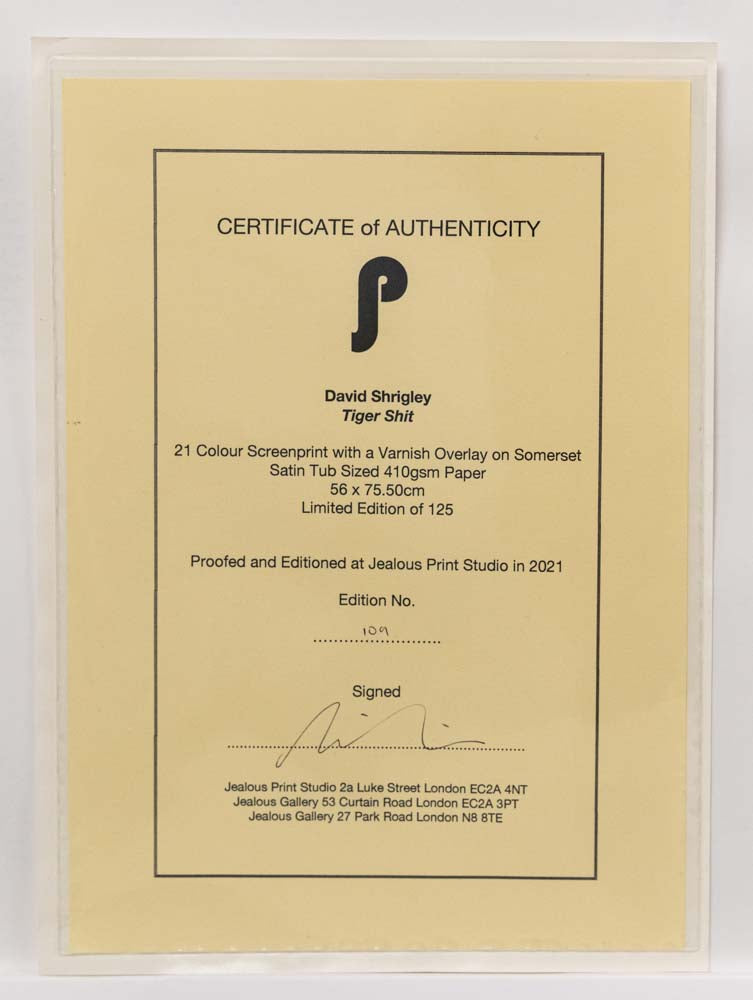 CERTIFICATE of AUTHENTICITY
David Shrigley
Tiger Shit
21 Colour Screenprint with a Varnish Overlay on Somerset
Satin Tub Sized 410gsm Paper
56 x 75.50cm
Limited Edition of 125
Proofed and Editioned at Jealous Print Studio in 2021
Edition No.
109
Signed
Jealous Print Studio 2a Luke Street London EC2A 4NT
Jealous Gallery 53 Curtain Road London EC2A 3PT
Jealous Gallery 27 Park Road London N8 8TE